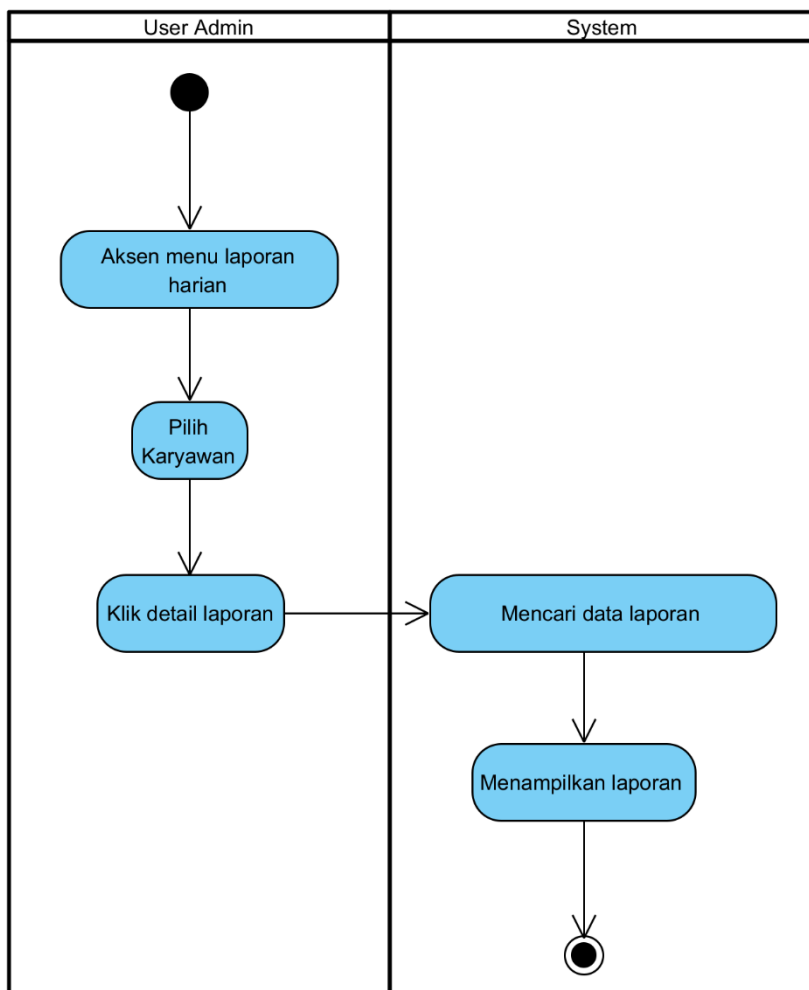 User Admin
System
Aksen menu laporan
harian
Pilih
Karyawan
Klik detail laporan
Mencari data laporan
Menampilkan laporan